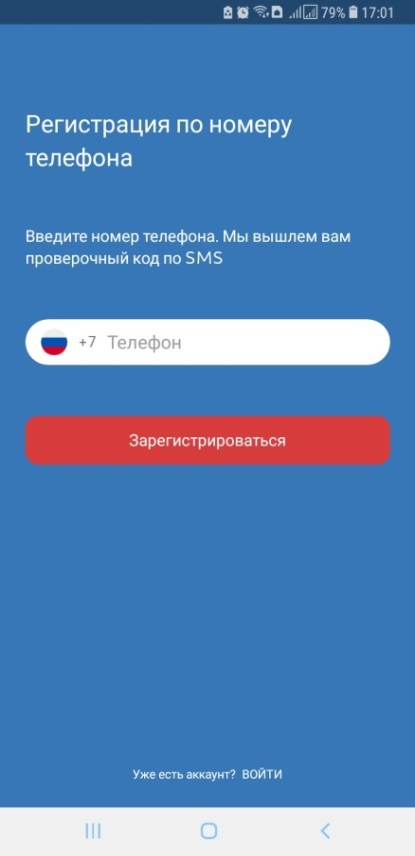 79% 17:01
Регистрация по номеру
телефона
Введите номер телефона. Мы вышлем вам
проверочный код по SMS
+7 Телефон
Зарегистрироваться
Уже есть аккаунт? ВОЙТИ